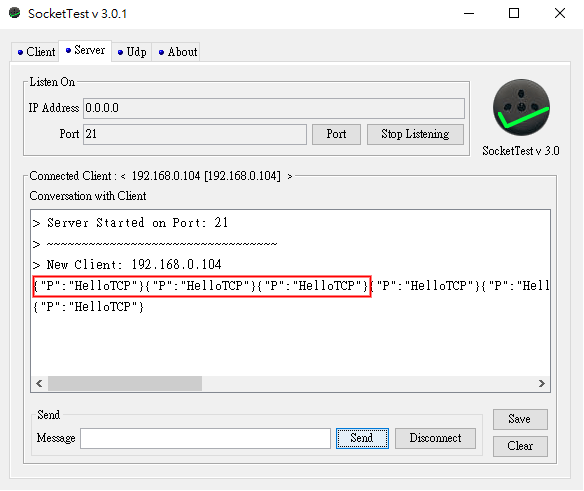 SocketTest v 3.0.1
Client Server Udp About
Listen On
IP Address 0.0.0.0
Port 21 Port Stop Listening
SocketTest v 3.0
Connected Client : < 192.168.0.104 [192.168.0.104] >
Conversation with Client
> Server Started on Port: 21
> ~~~~~~~~~~~~~~~~~~~~~~~~~~~~~~~~~
> New Client: 192.168.0.104
{"P":"HelloTCP"}{"P":"HelloTCP"}{"P":"HelloTCP"}{"P":"HelloTCP"}{"P":"Hell
{"P":"HelloTCP"}
Send
Message Send Disconnect
Save
Clear